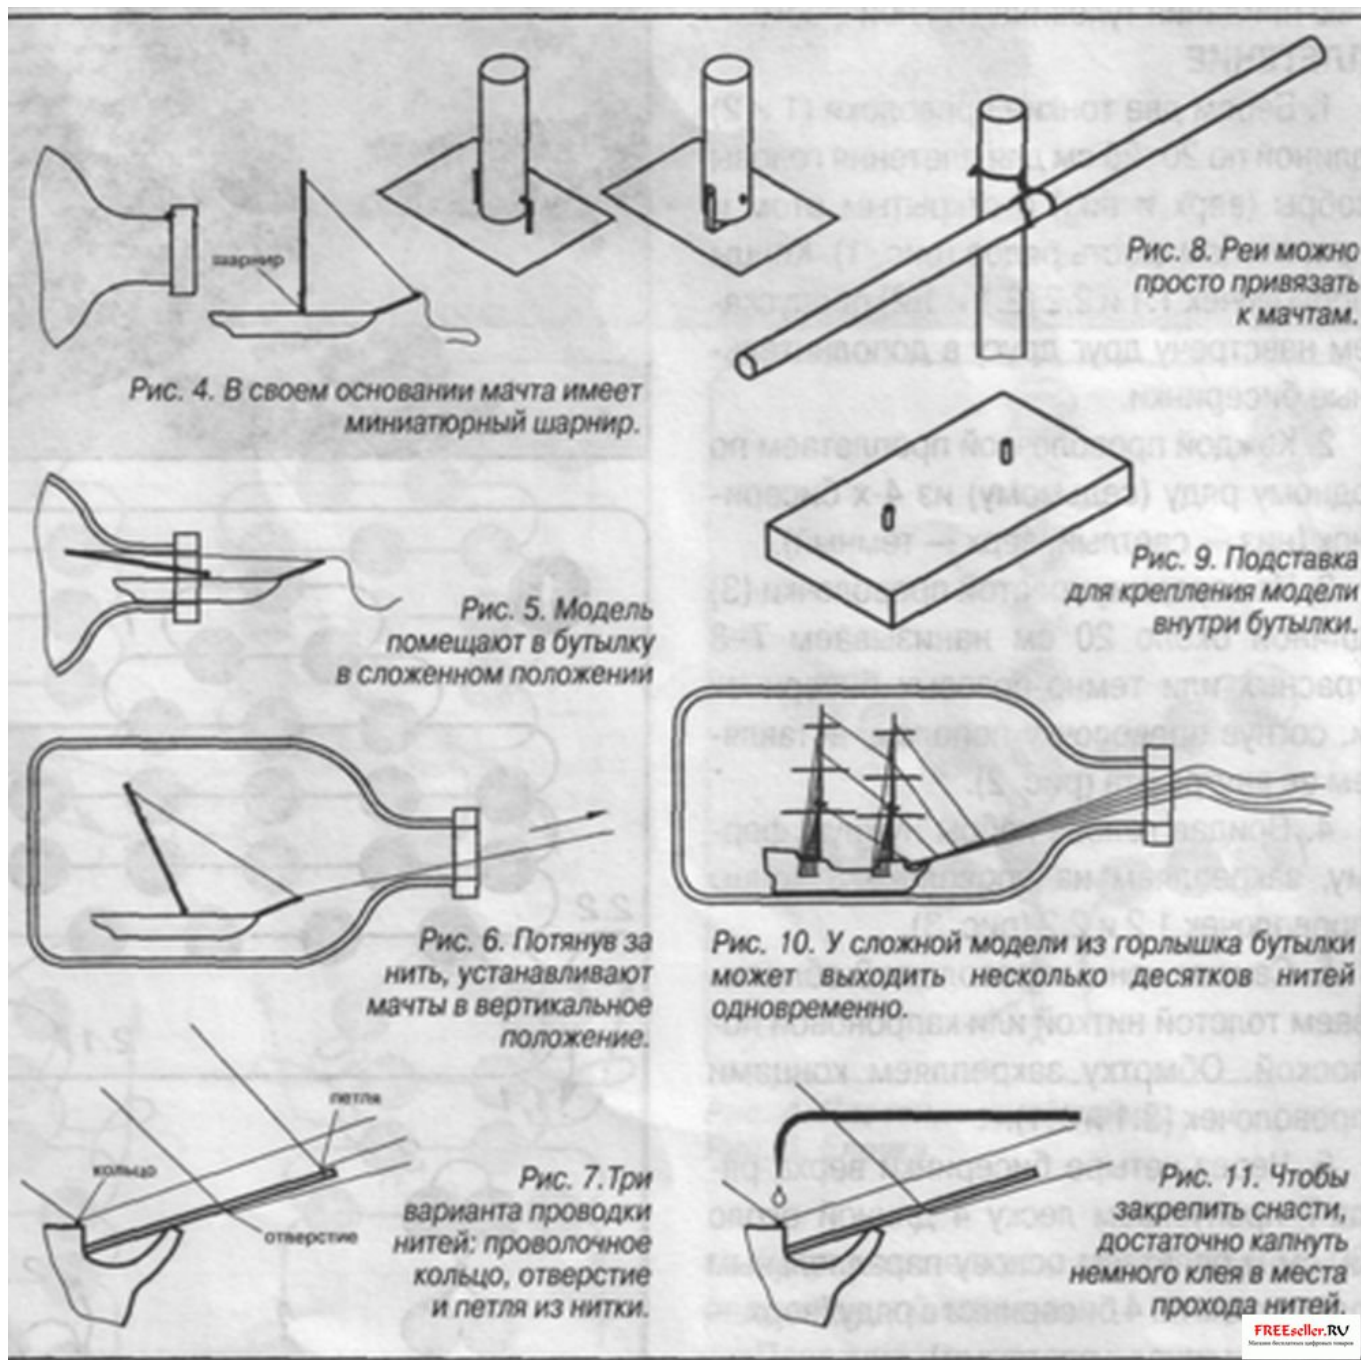 шарнир
Рис. 4. В своем основании мачта имеет
миниатюрный шарнир.
Рис. 5. Модель
помещают в бутылку
в сложенном положении
Рис. 6. Потянув за
нить, устанавливают
мачты в вертикальное
положение.
петля
кольцо
отверстие
Рис. 7.Три
варианта проводки
нитей: проволочное
кольцо, отверстие
и петля из нитки.
Рис. 8. Реи можно
просто привязать
к мачтам.
Рис. 9. Подставка
для крепления модели
внутри бутылки.
Рис. 10. У сложной модели из горлышка бутылки
может выходить несколько десятков нитей
одновременно.
Рис. 11. Чтобы
закрепить снасти,
достаточно капнуть
немного клея в места
прохода нитей.
FREEseller.RU
Магазин бесплатных цифровых товаров